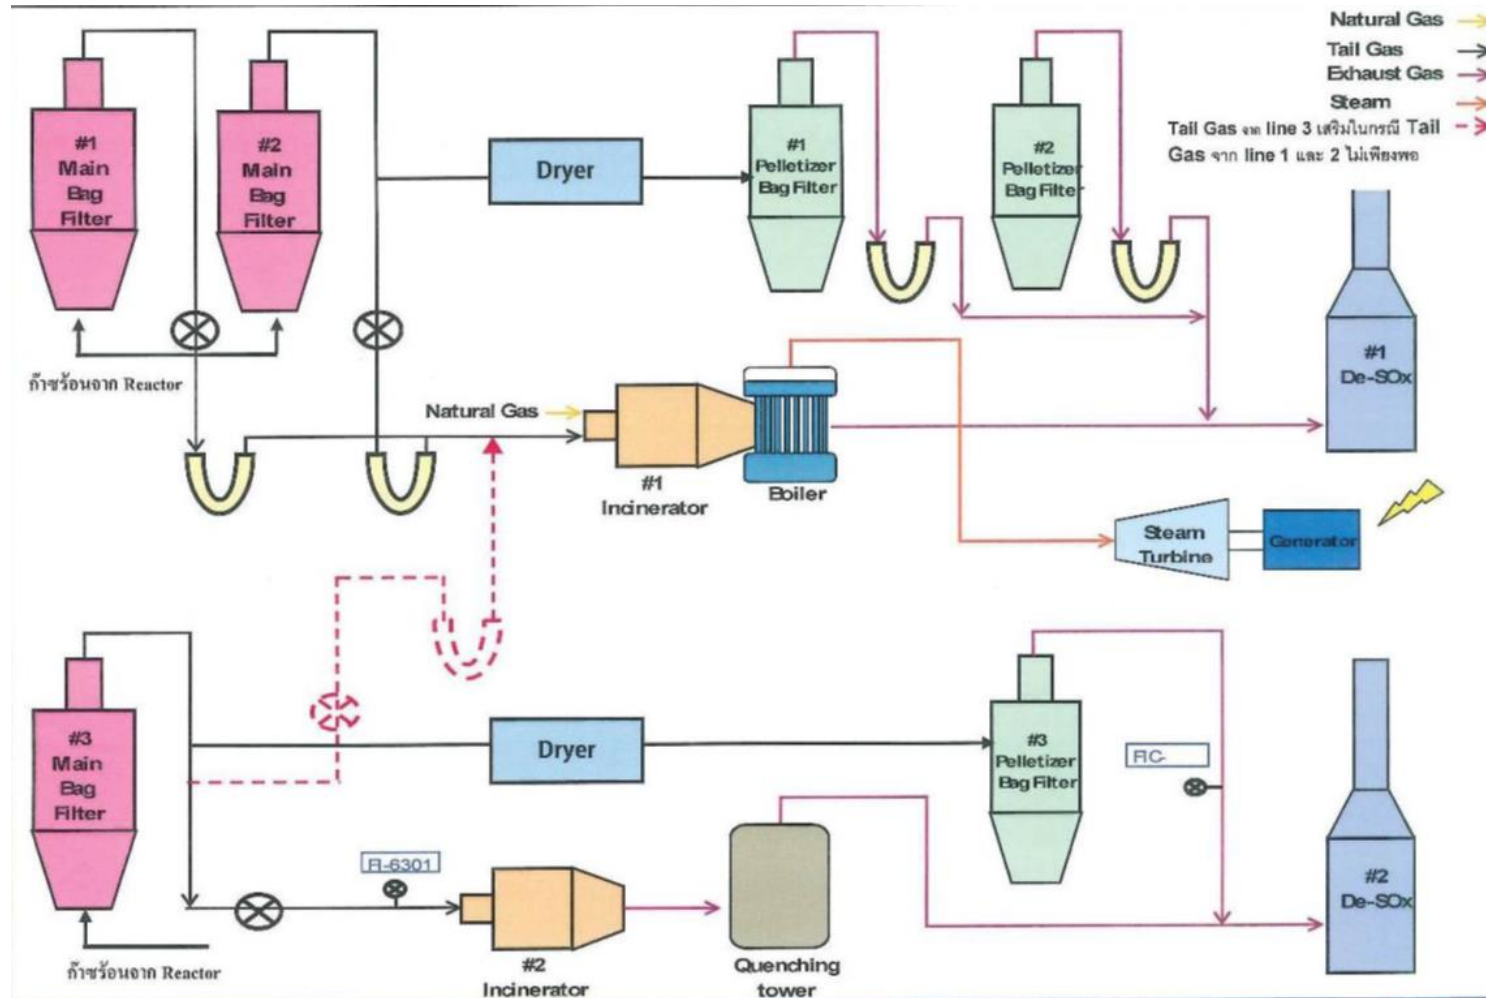 Natural Gas
Tail Gas
Exhaust Gas
Steam
Tail Gas จาก line 3 เสริมในกรณี Tail
Gas จาก line 1 และ 2 ไม่เพียงพอ
#1
Main
Bag
Filter
#2
Main
Bag
Filter
Dryer
#1
Pelletizer
Bag Filter
#2
Pelletizer
Bag Filter
#1
De-SOx
ก๊าซร้อนจาก Reactor
Natural Gas
#1
Incinerator
Boiler
Steam
Turbine
Generator
#3
Main
Bag
Filter
Dryer
#3
Pelletizer
Bag Filter
FIC-
FI-6301
#2
De-SOx
ก๊าซร้อนจาก Reactor
#2
Incinerator
Quenching
tower